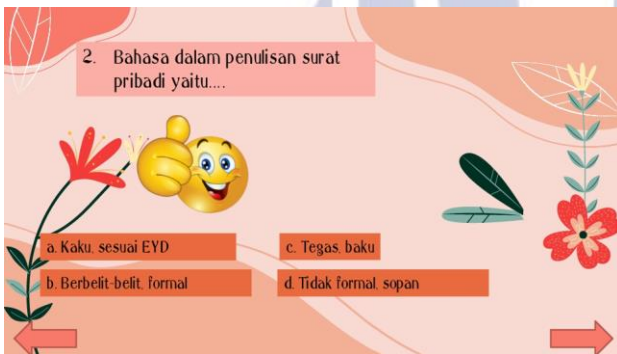 2. Bahasa dalam penulisan surat
pribadi yaitu....
a. Kaku, sesuai EYD
c. Tegas, baku
b. Berbelit-belit, formal
d. Tidak formal, sopan